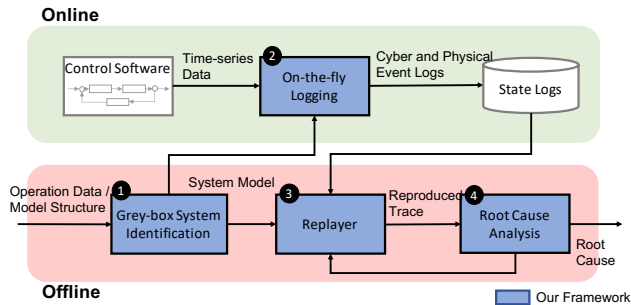 Online
Control Software
Time-series
Data
2
On-the-fly
Logging
Cyber and Physical
Event Logs
State Logs
Operation Data /
Model Structure
1
Grey-box System
Identification
System Model
3
Replayer
Reproduced
Trace
4
Root Cause
Analysis
Root
Cause
Offline
Our Framework